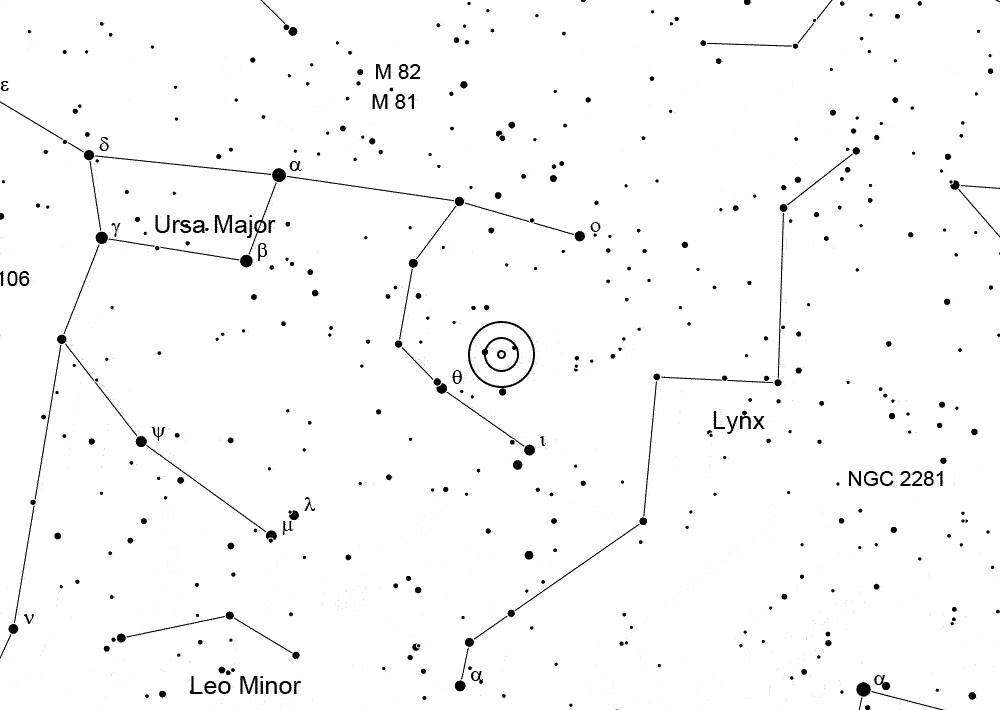 M 82
M 81
ε
δ
α
γ
Ursa Major
ο
β
106
θ
Lynx
ψ
ι
NGC 2281
λ
μ
ν
α
α
Leo Minor